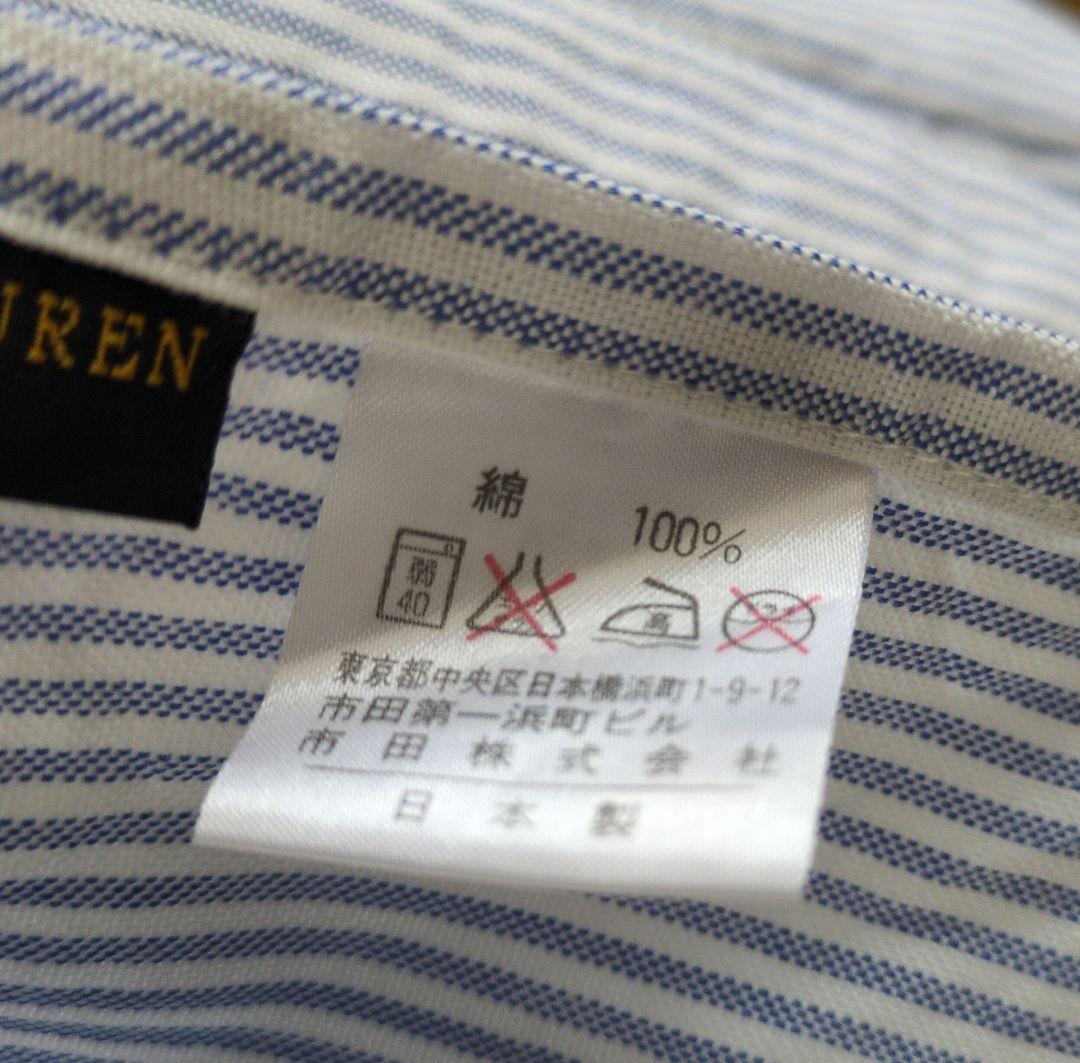 UREN
綿 100%
弱 40 高
東京都中央区日本橋浜町1-9-12
市田第一浜町ビル
市田株式会社
日本製